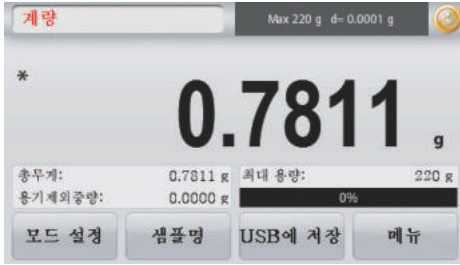 계량 Max 220 g d= 0.0001 g
*
0.7811 g
총무게: 0.7811 g 최대 용량: 220 g
용기제외중량: 0.0000 g 0%
모드 설정 샘플명 USB에 저장 메뉴